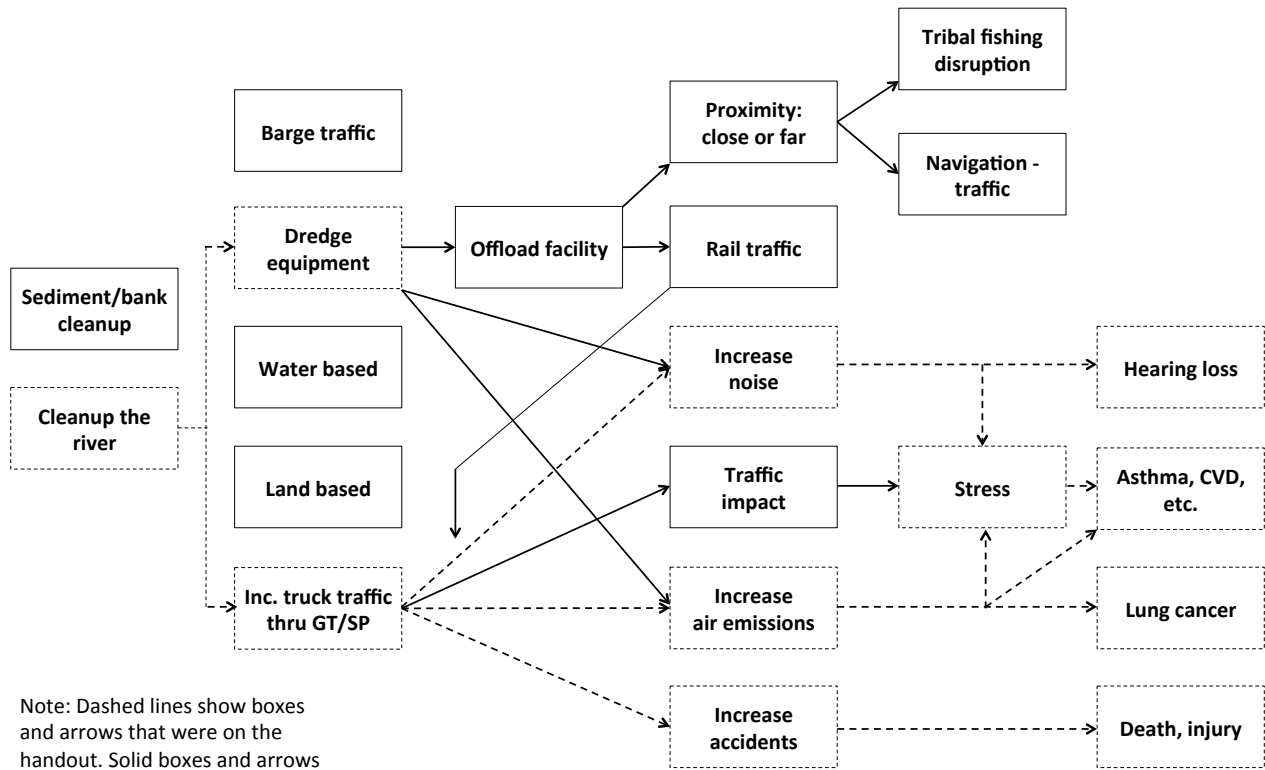 Tribal fishing
disruption
Proximity:
close or far
Barge traffic
Navigation -
traffic
Dredge
equipment
Offload facility
Rail traffic
Sediment/bank
cleanup
Water based
Increase
noise
Hearing loss
Cleanup the
river
Land based
Traffic
impact
Stress
Asthma, CVD,
etc.
Inc. truck traffic
thru GT/SP
Increase
air emissions
Lung cancer
Note: Dashed lines show boxes
and arrows that were on the
handout. Solid boxes and arrows
Increase
accidents
Death, injury